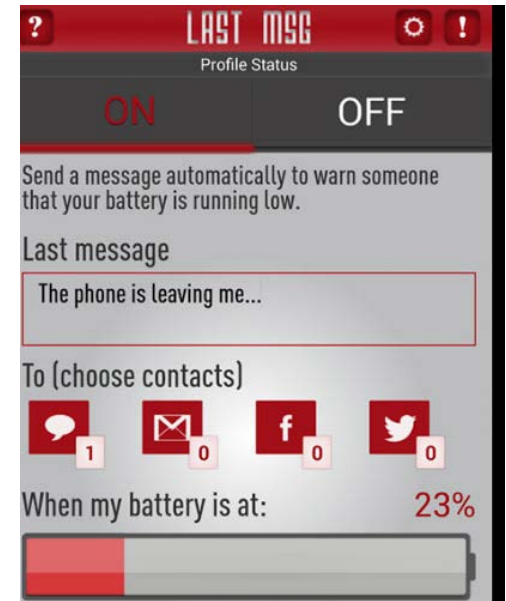 ?
LAST MSG
!
Profile Status
ON
OFF
Send a message automatically to warn someone
that your battery is running low.
Last message
The phone is leaving me...
To (choose contacts)
1
0
f
0
0
When my battery is at:
23%